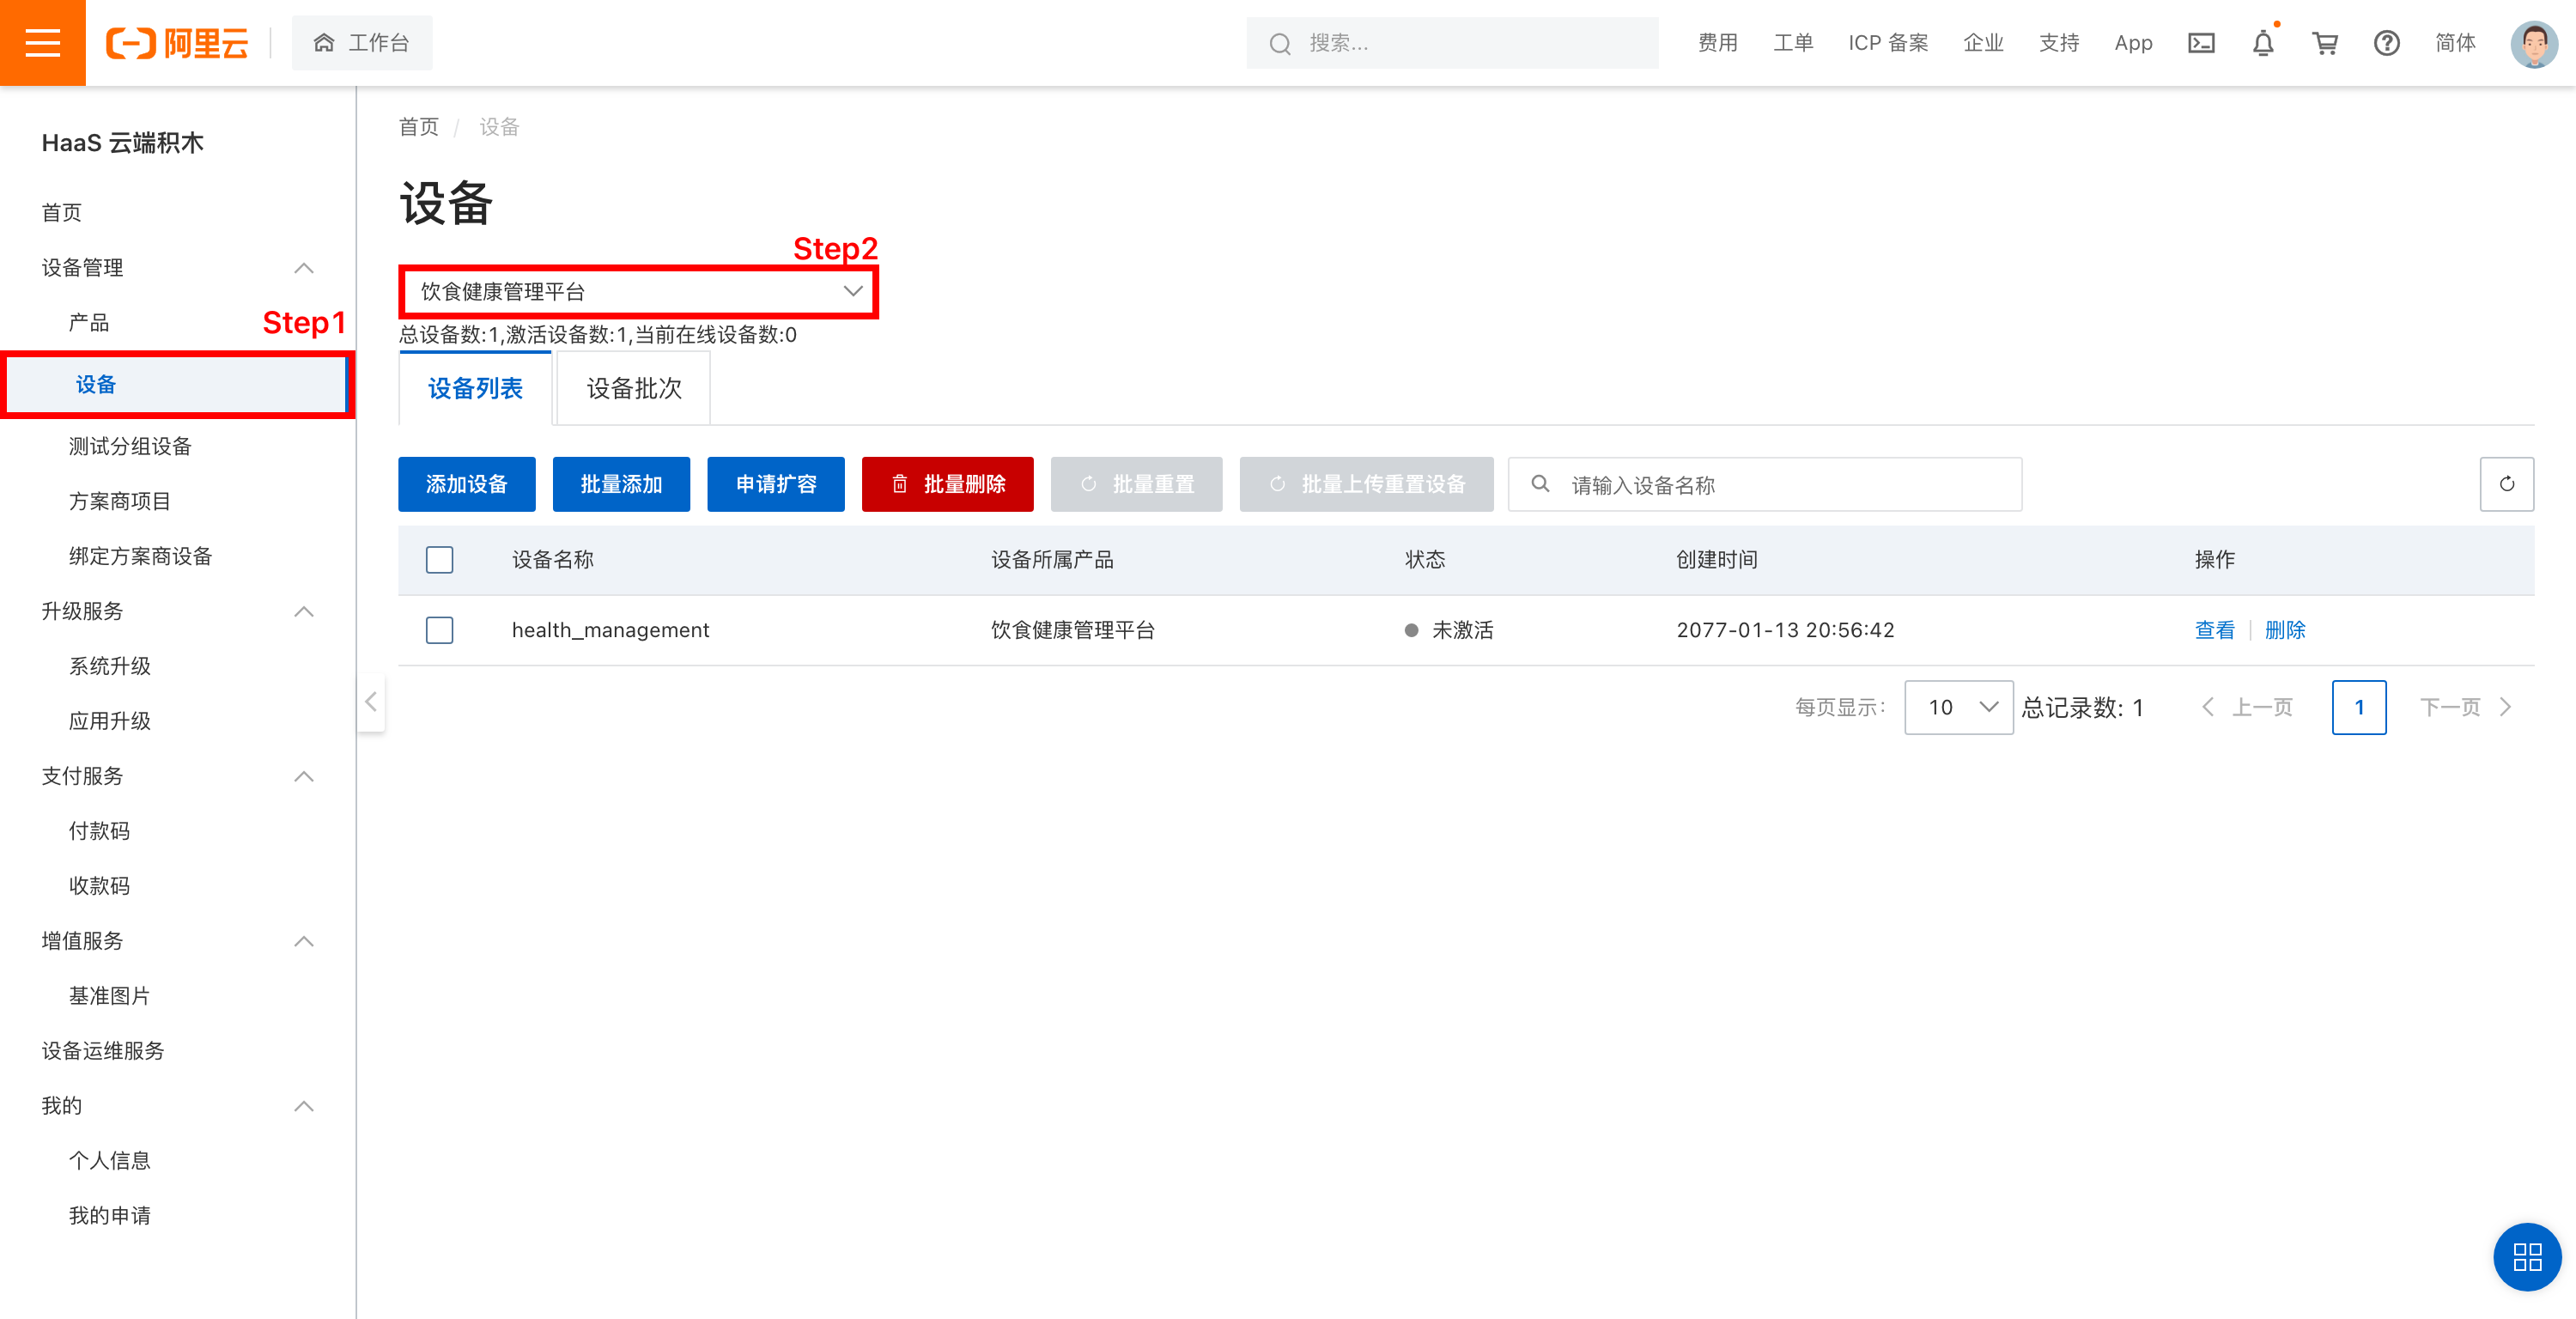 阿里云
工作台
搜索...
费用 工单 ICP 备案 企业 支持 App 简体
HaaS 云端积木
首页
设备管理
产品
Step1
设备
测试分组设备
方案商项目
绑定方案商设备
升级服务
系统升级
应用升级
支付服务
付款码
收款码
增值服务
基准图片
设备运维服务
我的
个人信息
我的申请
首页 / 设备
设备
Step2
饮食健康管理平台
总设备数:1,激活设备数:1,当前在线设备数:0
设备列表 设备批次
添加设备 批量添加 申请扩容 批量删除 批量重置 批量上传重置设备 请输入设备名称
设备名称 设备所属产品 状态 创建时间 操作
health_management 饮食健康管理平台 未激活 2077-01-13 20:56:42 查看 删除
每页显示: 10 总记录数: 1 上一页 1 下一页